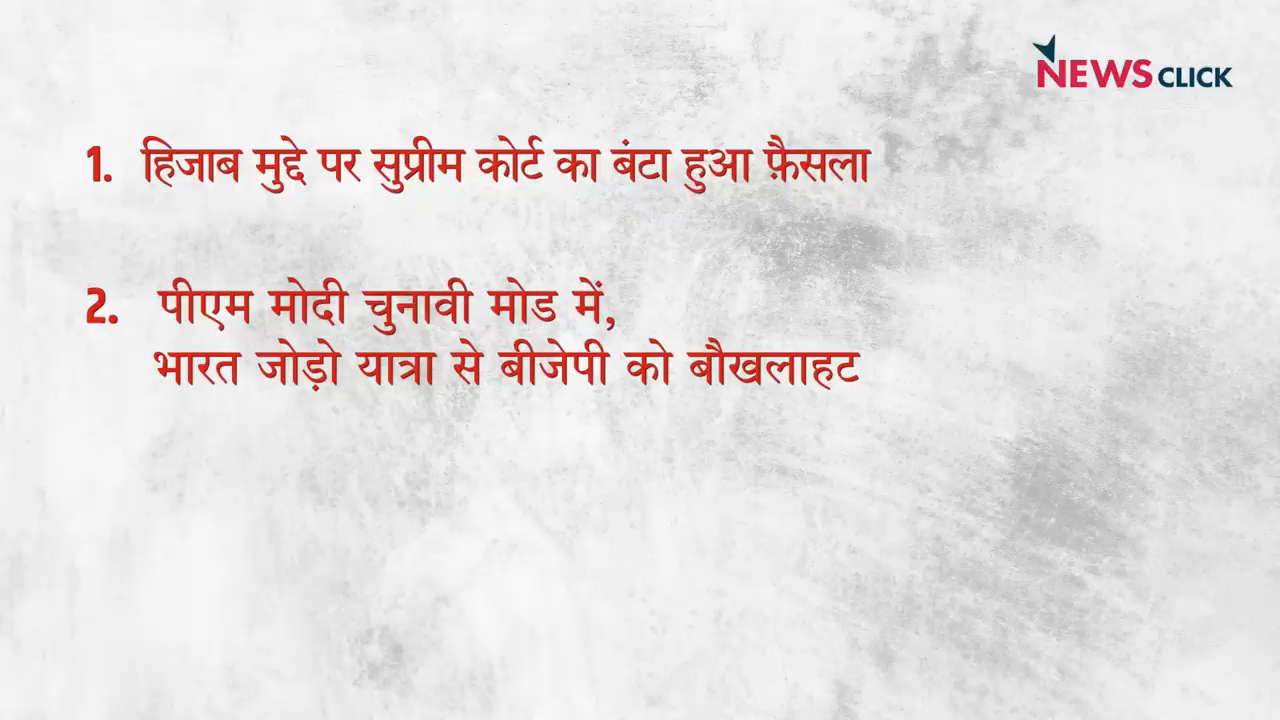 NEWS CLICK
1. हिजाब मुद्दे पर सुप्रीम कोर्ट का बंटा हुआ फ़ैसला
2. पीएम मोदी चुनावी मोड में,
भारत जोड़ो यात्रा से बीजेपी को बौखलाहट